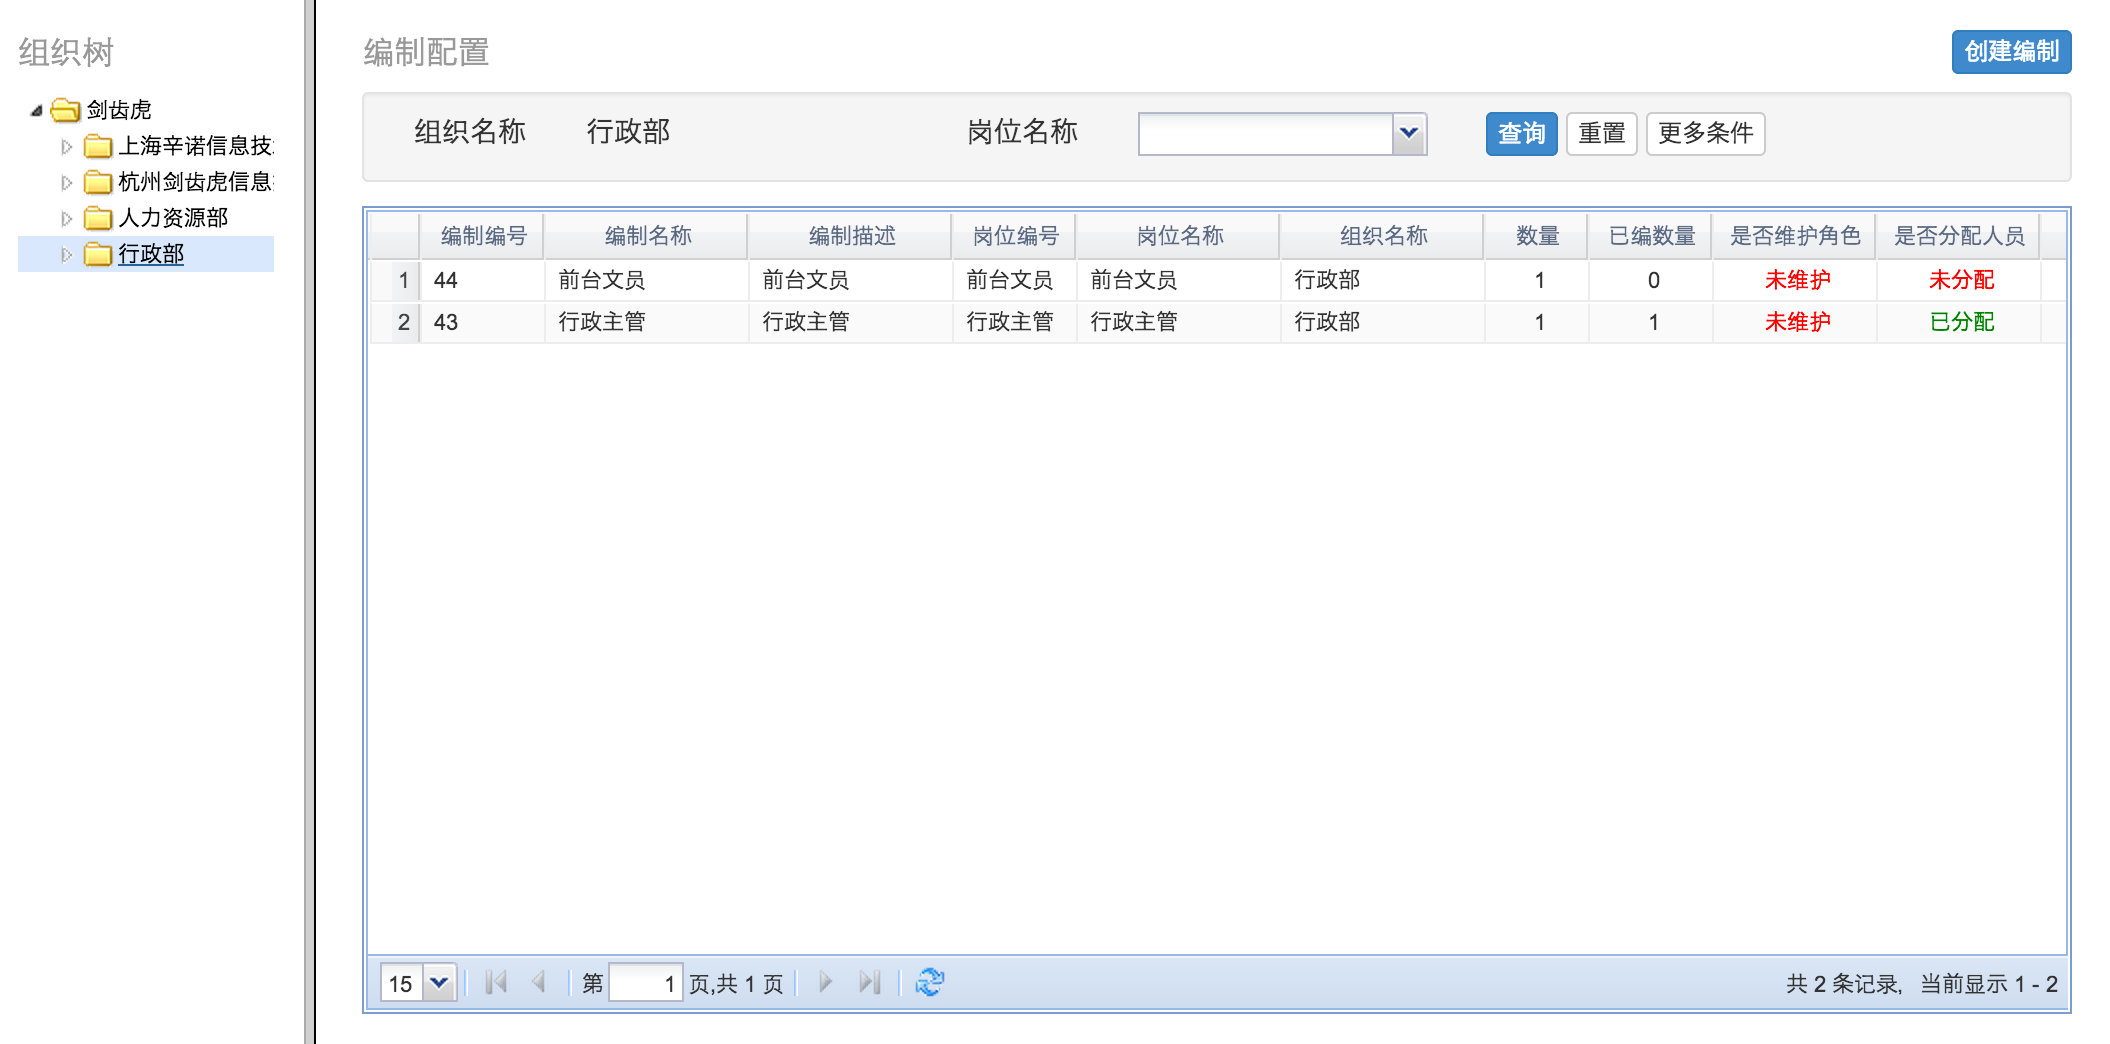 组织树
剑齿虎
上海辛诺信息技
杭州剑齿虎信息
人力资源部
行政部
编制配置
创建编制
组织名称 行政部 岗位名称 查询 重置 更多条件
编制编号 编制名称 编制描述 岗位编号 岗位名称 组织名称 数量 已编数量 是否维护角色 是否分配人员
1 44 前台文员 前台文员 前台文员 前台文员 行政部 1 0 未维护 未分配
2 43 行政主管 行政主管 行政主管 行政主管 行政部 1 1 未维护 已分配
15 第 1 页,共 1 页 共 2 条记录, 当前显示 1 - 2